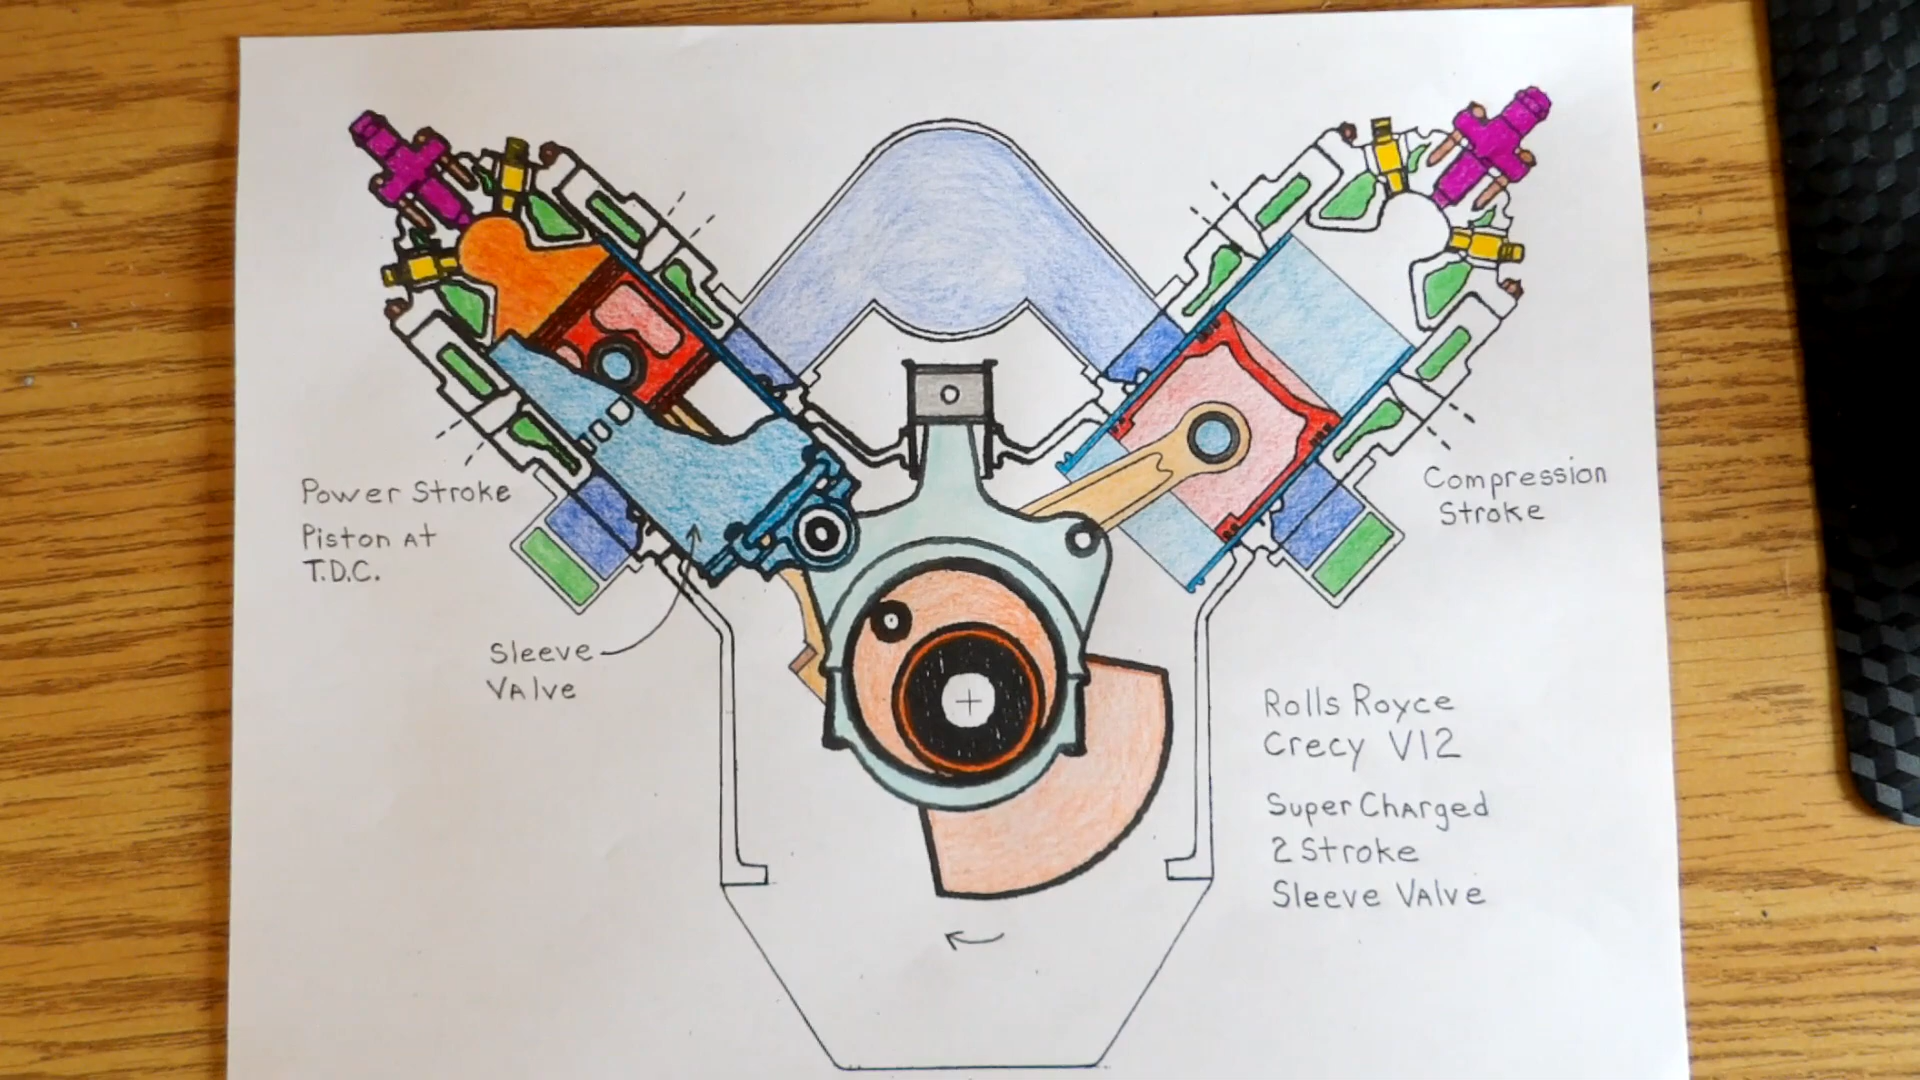 Power Stroke
Piston At
T.D.C.
Sleeve
Valve
Compression
Stroke
Rolls Royce
Crecy V12
Super Charged
2 Stroke
Sleeve Valve